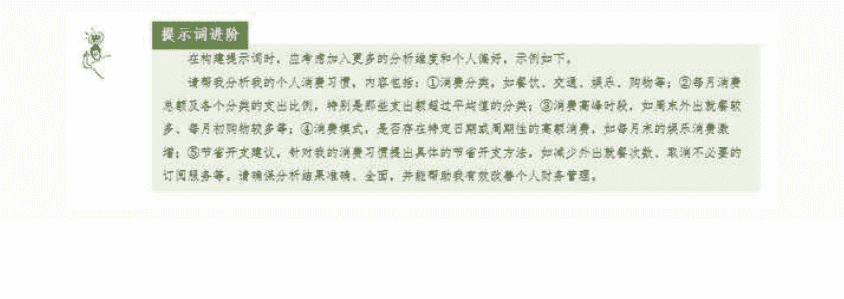 提示词进阶
在构建提示词时，应考虑加入更多的分析维度和个人偏好，示例如下。
请帮我分析我的个人消费习惯，内容包括：①消费分类，如餐饮、交通、娱乐、购物等；②每月消费
总额及各个分类的支出比例，特别是那些支出额超过平均值的分类；③消费高峰时段，如周末外出就餐较
多、每月初购物较多等；④消费模式，是否存在特定日期或周期性的高额消费，如每月末的娱乐消费激
增；⑤节省开支建议，针对我的消费习惯提出具体的节省开支方法，如减少外出就餐次数、取消不必要的
订阅服务等。请确保分析结果准确、全面，并能帮助我有效改善个人财务管理。